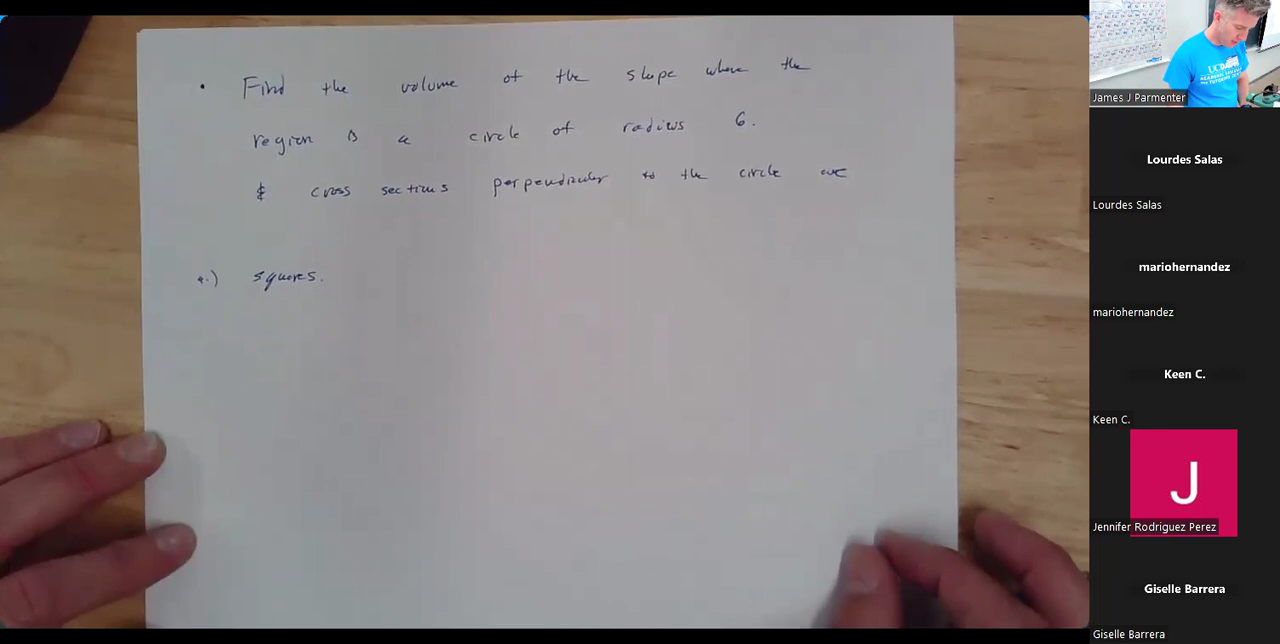 • Find the volume of the shape where the
region is a circle of radius 6.
& cross sections perpendicular to the circle are
a.) squares.
James J Parmenter
Lourdes Salas
Lourdes Salas
mariohernandez
mariohernandez
Keen C.
Keen C.
J
Jennifer Rodriguez Perez
Giselle Barrera
Giselle Barrera